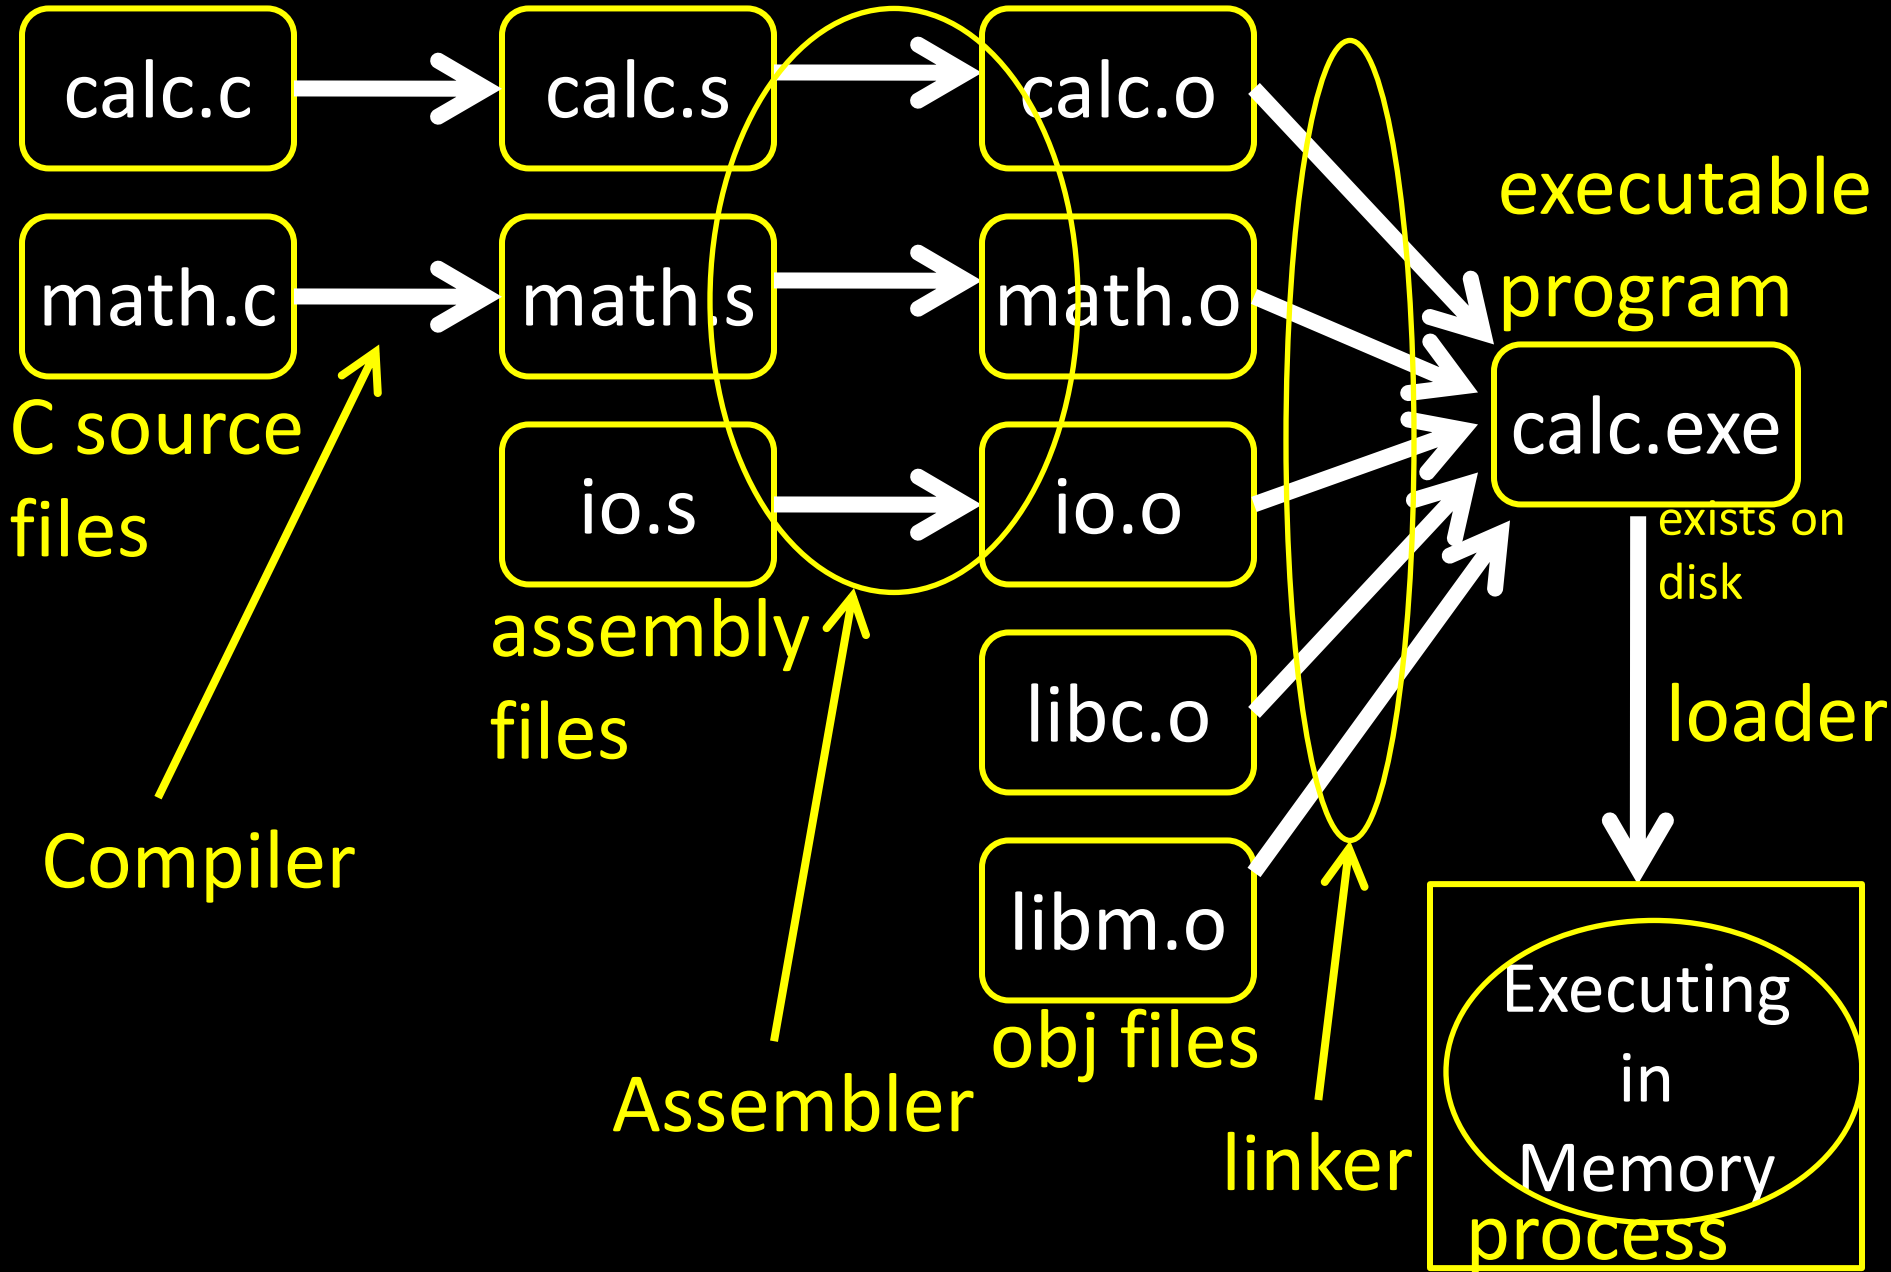 calc.c
calc.s
calc.o
math.c
math.s
math.o
C source
files
io.s
io.o
assembly
files
libc.o
libm.o
obj files
executable
program
calc.exe
exists on
disk
loader
Compiler
Assembler
linker
Executing
in
Memory
process